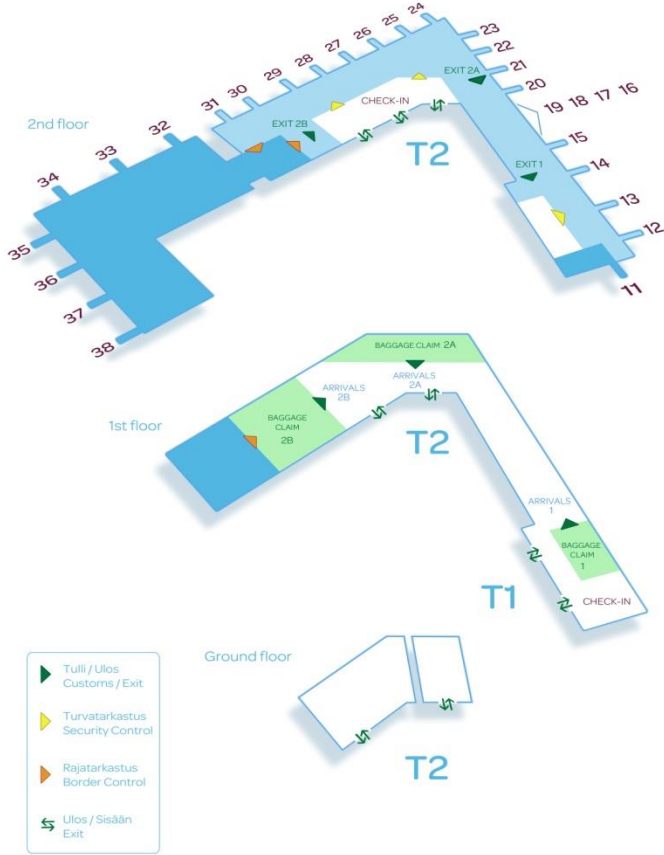 2nd floor
34
33
32
31
30
29
28
27
26
25
24
23
22
21
20
19 18 17 16
15
14
13
12
11
35
36
37
38
EXIT 2B
CHECK-IN
EXIT 2A
EXIT 1
T2
1st floor
BAGGAGE CLAIM 2A
ARRIVALS
2B
ARRIVALS
2A
BAGGAGE
CLAIM
2B
T2
ARRIVALS
1
BAGGAGE
CLAIM
1
CHECK-IN
T1
Ground floor
T2
Tulli / Ulos
Customs / Exit
Turvatarkastus
Security Control
Rajatarkastus
Border Control
Ulos / Sisään
Exit